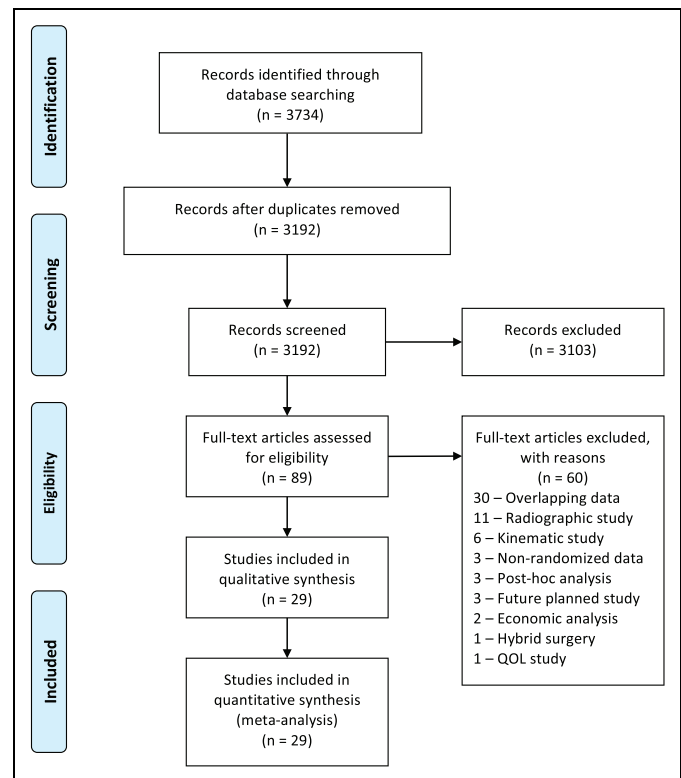 Identification
Records identified through
database searching
(n = 3734)
Records after duplicates removed
(n = 3192)
Screening
Records screened
(n = 3192)
Records excluded
(n = 3103)
Eligibility
Full-text articles assessed
for eligibility
(n = 89)
Full-text articles excluded,
with reasons
(n = 60)
30 – Overlapping data
11 – Radiographic study
6 – Kinematic study
3 – Non-randomized data
3 – Post-hoc analysis
3 – Future planned study
2 – Economic analysis
1 – Hybrid surgery
1 – QOL study
Studies included in
qualitative synthesis
(n = 29)
Included
Studies included in
quantitative synthesis
(meta-analysis)
(n = 29)